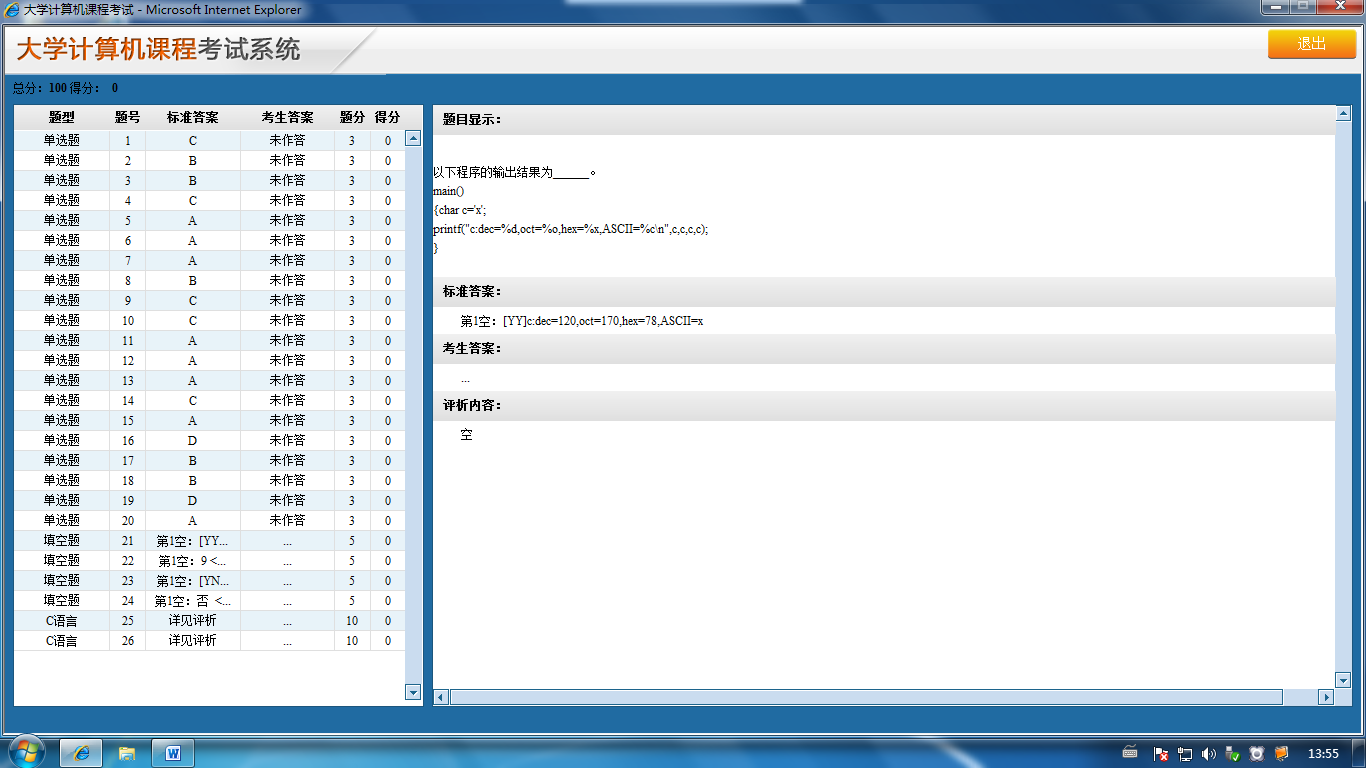 大学计算机课程考试 - Microsoft Internet Explorer
大学计算机课程考试系统
退出
总分：100 得分： 0
题型 题号 标准答案 考生答案 题分 得分
单选题 1 C 未作答 3 0
单选题 2 B 未作答 3 0
单选题 3 B 未作答 3 0
单选题 4 C 未作答 3 0
单选题 5 A 未作答 3 0
单选题 6 A 未作答 3 0
单选题 7 A 未作答 3 0
单选题 8 B 未作答 3 0
单选题 9 C 未作答 3 0
单选题 10 C 未作答 3 0
单选题 11 A 未作答 3 0
单选题 12 A 未作答 3 0
单选题 13 A 未作答 3 0
单选题 14 C 未作答 3 0
单选题 15 A 未作答 3 0
单选题 16 D 未作答 3 0
单选题 17 B 未作答 3 0
单选题 18 B 未作答 3 0
单选题 19 D 未作答 3 0
单选题 20 A 未作答 3 0
填空题 21 第1空：[YY... ... 5 0
填空题 22 第1空：9 <... ... 5 0
填空题 23 第1空：[YN... ... 5 0
填空题 24 第1空：否 <... ... 5 0
C语言 25 详见评析 ... 10 0
C语言 26 详见评析 ... 10 0
题目显示：
以下程序的输出结果为______。
main()
{char c='x';
printf("c:dec=%d,oct=%o,hex=%x,ASCII=%c\n",c,c,c,c);
}
标准答案：
第1空：[YY]c:dec=120,oct=170,hex=78,ASCII=x
考生答案：
...
评析内容：
空
13:55